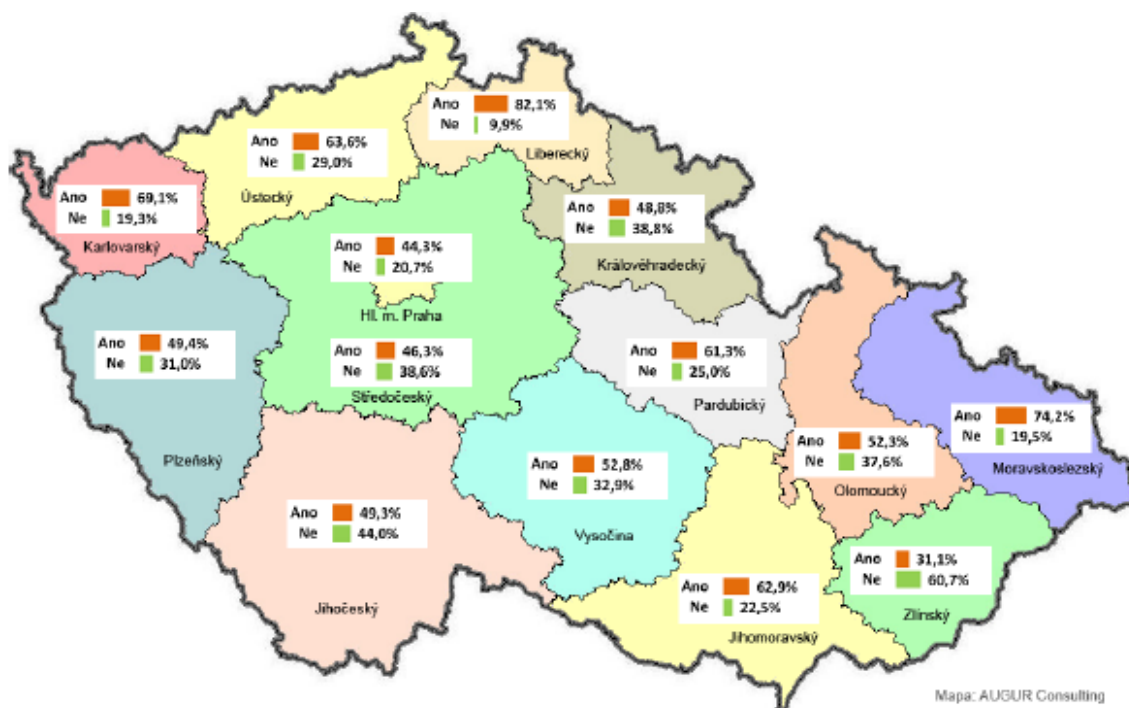 Ano 82,1%
Ne 9,9%
Liberecký
Ano 63,6%
Ne 29,0%
Ústecký
Ano 69,1%
Ne 19,3%
Karlovarský
Ano 48,8%
Ne 38,8%
Královéhradecký
Ano 44,3%
Ne 20,7%
Hl. m. Praha
Ano 49,4%
Ne 31,0%
Plzeňský
Ano 46,3%
Ne 38,6%
Středočeský
Ano 61,3%
Ne 25,0%
Pardubický
Ano 74,2%
Ne 19,5%
Moravskoslezský
Ano 52,3%
Ne 37,6%
Olomoucký
Ano 52,8%
Ne 32,9%
Vysočina
Ano 49,3%
Ne 44,0%
Jihočeský
Ano 31,1%
Ne 60,7%
Zlínský
Ano 62,9%
Ne 22,5%
Jihomoravský
Mapa: AUGUR Consulting